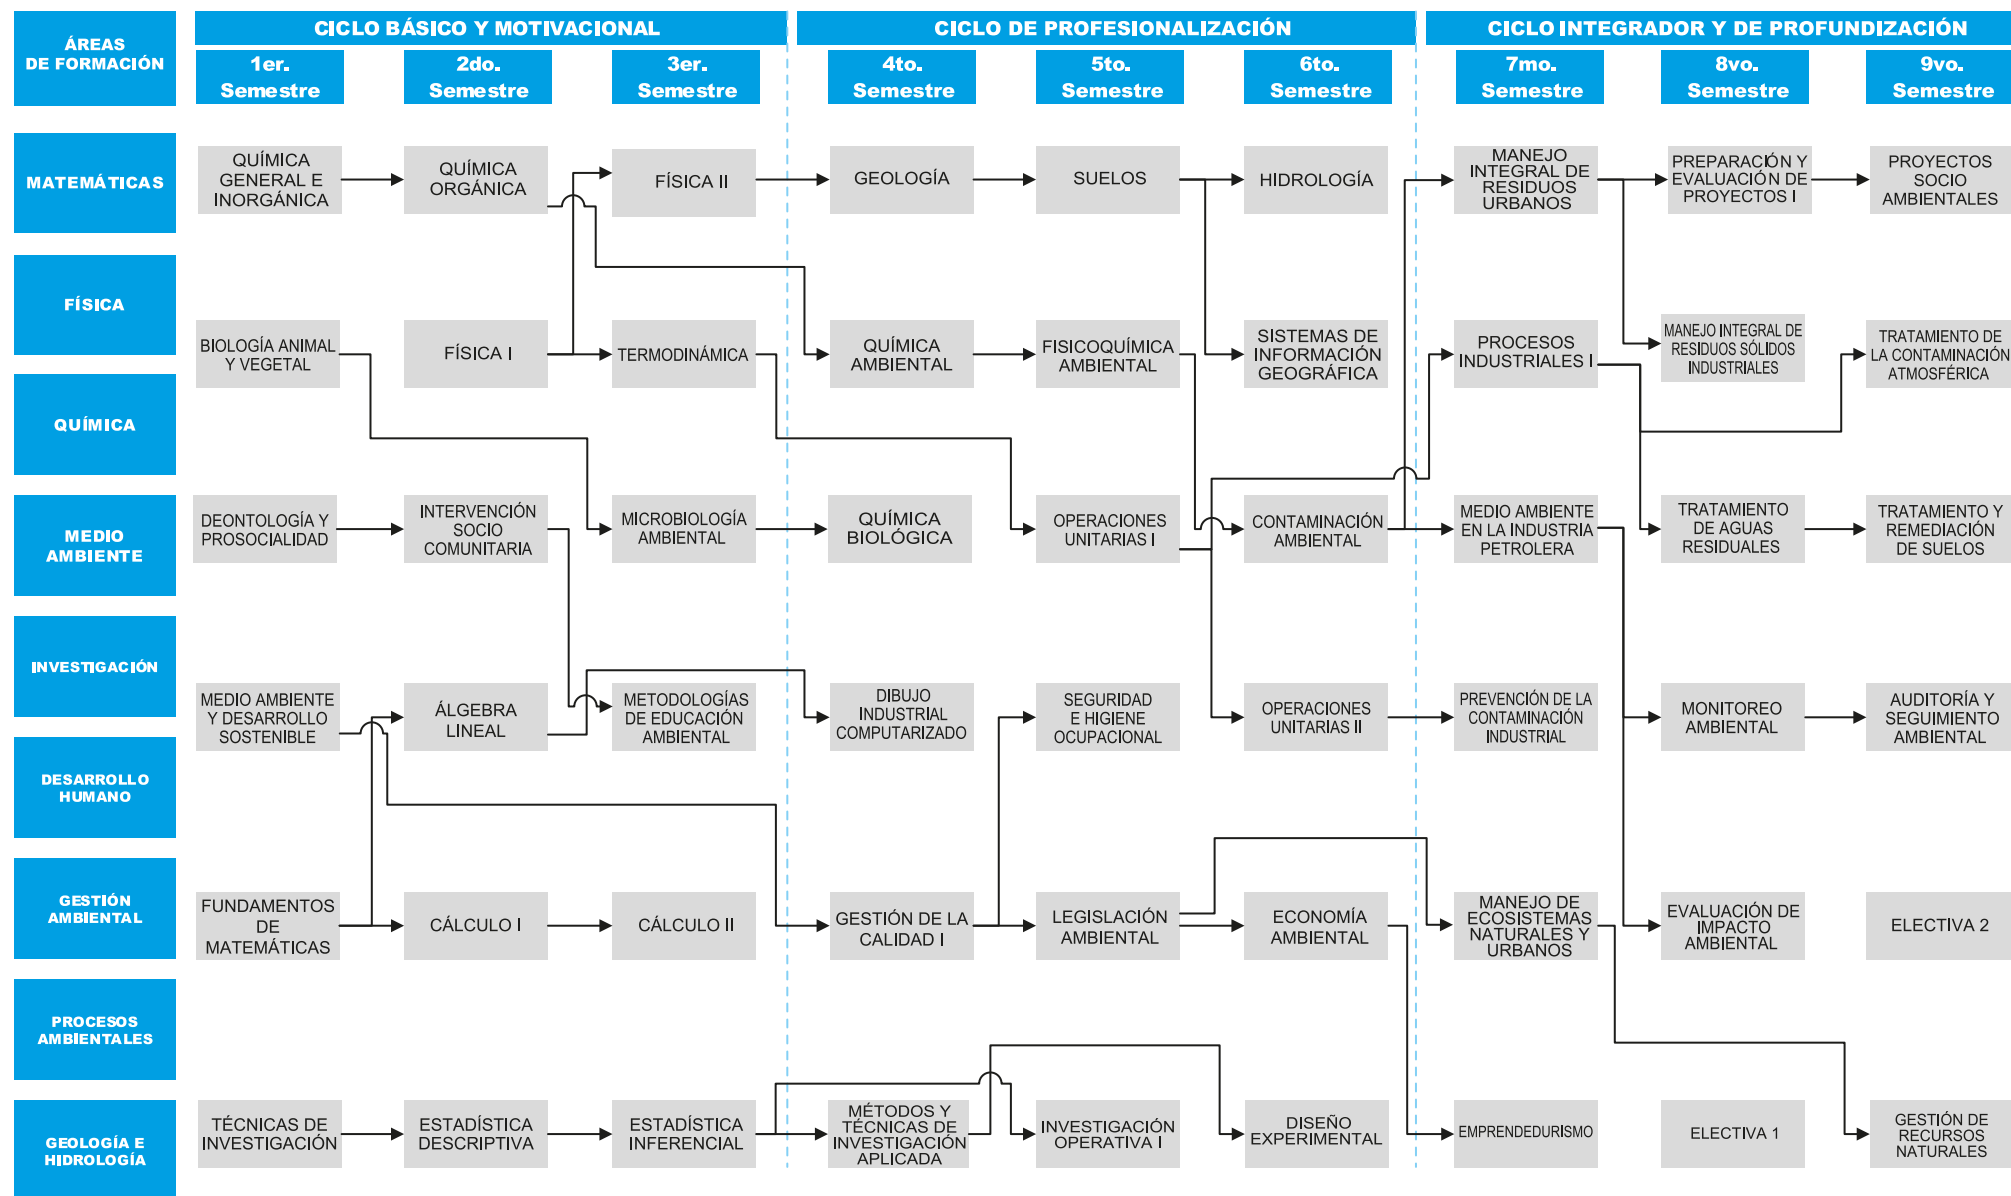 ÁREAS
DE FORMACIÓN
CICLO BÁSICO Y MOTIVACIONAL
CICLO DE PROFESIONALIZACIÓN
CICLO INTEGRADOR Y DE PROFUNDIZACIÓN
1er.
Semestre
2do.
Semestre
3er.
Semestre
4to.
Semestre
5to.
Semestre
6to.
Semestre
7mo.
Semestre
8vo.
Semestre
9vo.
Semestre
MATEMÁTICAS
QUÍMICA
GENERAL E
INORGÁNICA
QUÍMICA
ORGÁNICA
FÍSICA II
GEOLOGÍA
SUELOS
HIDROLOGÍA
MANEJO
INTEGRAL DE
RESIDUOS
URBANOS
PREPARACIÓN Y
EVALUACIÓN DE
PROYECTOS I
PROYECTOS
SOCIO
AMBIENTALES
FÍSICA
BIOLOGÍA ANIMAL
Y VEGETAL
FÍSICA I
TERMODINÁMICA
QUÍMICA
AMBIENTAL
FISICOQUÍMICA
AMBIENTAL
SISTEMAS DE
INFORMACIÓN
GEOGRÁFICA
PROCESOS
INDUSTRIALES I
MANEJO INTEGRAL DE
RESIDUOS SÓLIDOS
INDUSTRIALES
TRATAMIENTO DE
LA CONTAMINACIÓN
ATMOSFÉRICA
QUÍMICA
MEDIO
AMBIENTE
DEONTOLOGÍA Y
PROSOCIALIDAD
INTERVENCIÓN
SOCIO
COMUNITARIA
MICROBIOLOGÍA
AMBIENTAL
QUÍMICA
BIOLÓGICA
OPERACIONES
UNITARIAS I
CONTAMINACIÓN
AMBIENTAL
MEDIO AMBIENTE
EN LA INDUSTRIA
PETROLERA
TRATAMIENTO
DE AGUAS
RESIDUALES
TRATAMIENTO Y
REMEDIACIÓN
DE SUELOS
INVESTIGACIÓN
MEDIO AMBIENTE
Y DESARROLLO
SOSTENIBLE
ÁLGEBRA
LINEAL
METODOLOGÍAS
DE EDUCACIÓN
AMBIENTAL
DIBUJO
INDUSTRIAL
COMPUTARIZADO
SEGURIDAD
E HIGIENE
OCUPACIONAL
OPERACIONES
UNITARIAS II
PREVENCIÓN DE LA
CONTAMINACIÓN
INDUSTRIAL
MONITOREO
AMBIENTAL
AUDITORÍA Y
SEGUIMIENTO
AMBIENTAL
DESARROLLO
HUMANO
GESTIÓN
AMBIENTAL
FUNDAMENTOS
DE
MATEMÁTICAS
CÁLCULO I
CÁLCULO II
GESTIÓN DE LA
CALIDAD I
LEGISLACIÓN
AMBIENTAL
ECONOMÍA
AMBIENTAL
MANEJO DE
ECOSISTEMAS
NATURALES Y
URBANOS
EVALUACIÓN DE
IMPACTO
AMBIENTAL
ELECTIVA 2
PROCESOS
AMBIENTALES
GEOLOGÍA E
HIDROLOGÍA
TÉCNICAS DE
INVESTIGACIÓN
ESTADÍSTICA
DESCRIPTIVA
ESTADÍSTICA
INFERENCIAL
MÉTODOS Y
TÉCNICAS DE
INVESTIGACIÓN
APLICADA
INVESTIGACIÓN
OPERATIVA I
DISEÑO
EXPERIMENTAL
EMPRENDEDURISMO
ELECTIVA 1
GESTIÓN DE
RECURSOS
NATURALES